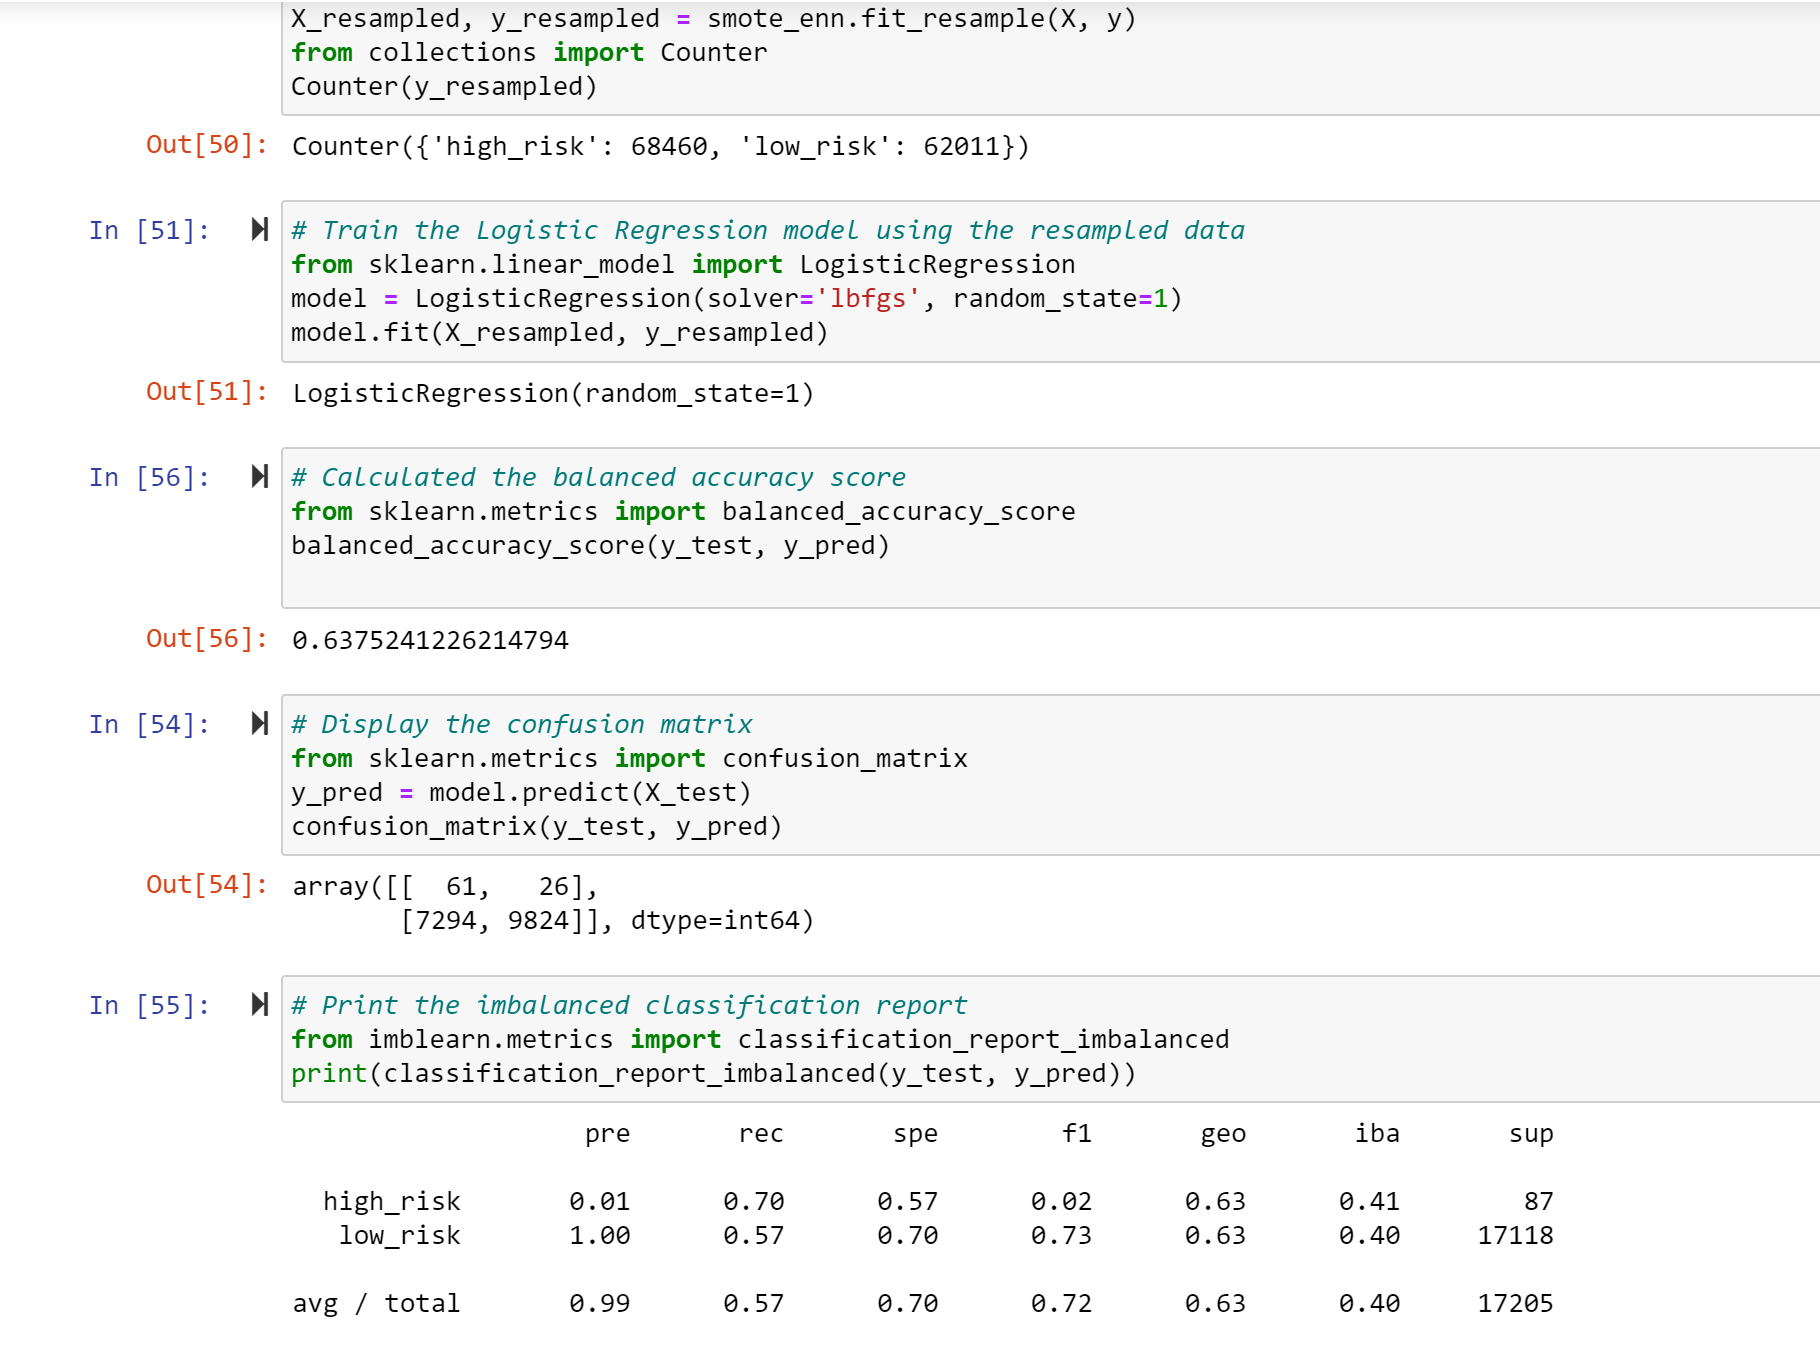 X_resampled, y_resampled = smote_enn.fit_resample(X, y)
from collections import Counter
Counter(y_resampled)
Out[50]: Counter({'high_risk': 68460, 'low_risk': 62011})
In [51]: # Train the Logistic Regression model using the resampled data
from sklearn.linear_model import LogisticRegression
model = LogisticRegression(solver='lbfgs', random_state=1)
model.fit(X_resampled, y_resampled)
Out[51]: LogisticRegression(random_state=1)
In [56]: # Calculated the balanced accuracy score
from sklearn.metrics import balanced_accuracy_score
balanced_accuracy_score(y_test, y_pred)
Out[56]: 0.6375241226214794
In [54]: # Display the confusion matrix
from sklearn.metrics import confusion_matrix
y_pred = model.predict(X_test)
confusion_matrix(y_test, y_pred)
Out[54]: array([[  61,   26],
       [7294, 9824]], dtype=int64)
In [55]: # Print the imbalanced classification report
from imblearn.metrics import classification_report_imbalanced
print(classification_report_imbalanced(y_test, y_pred))
pre rec spe f1 geo iba sup
high_risk 0.01 0.70 0.57 0.02 0.63 0.41 87
low_risk 1.00 0.57 0.70 0.73 0.63 0.40 17118
avg / total 0.99 0.57 0.70 0.72 0.63 0.40 17205